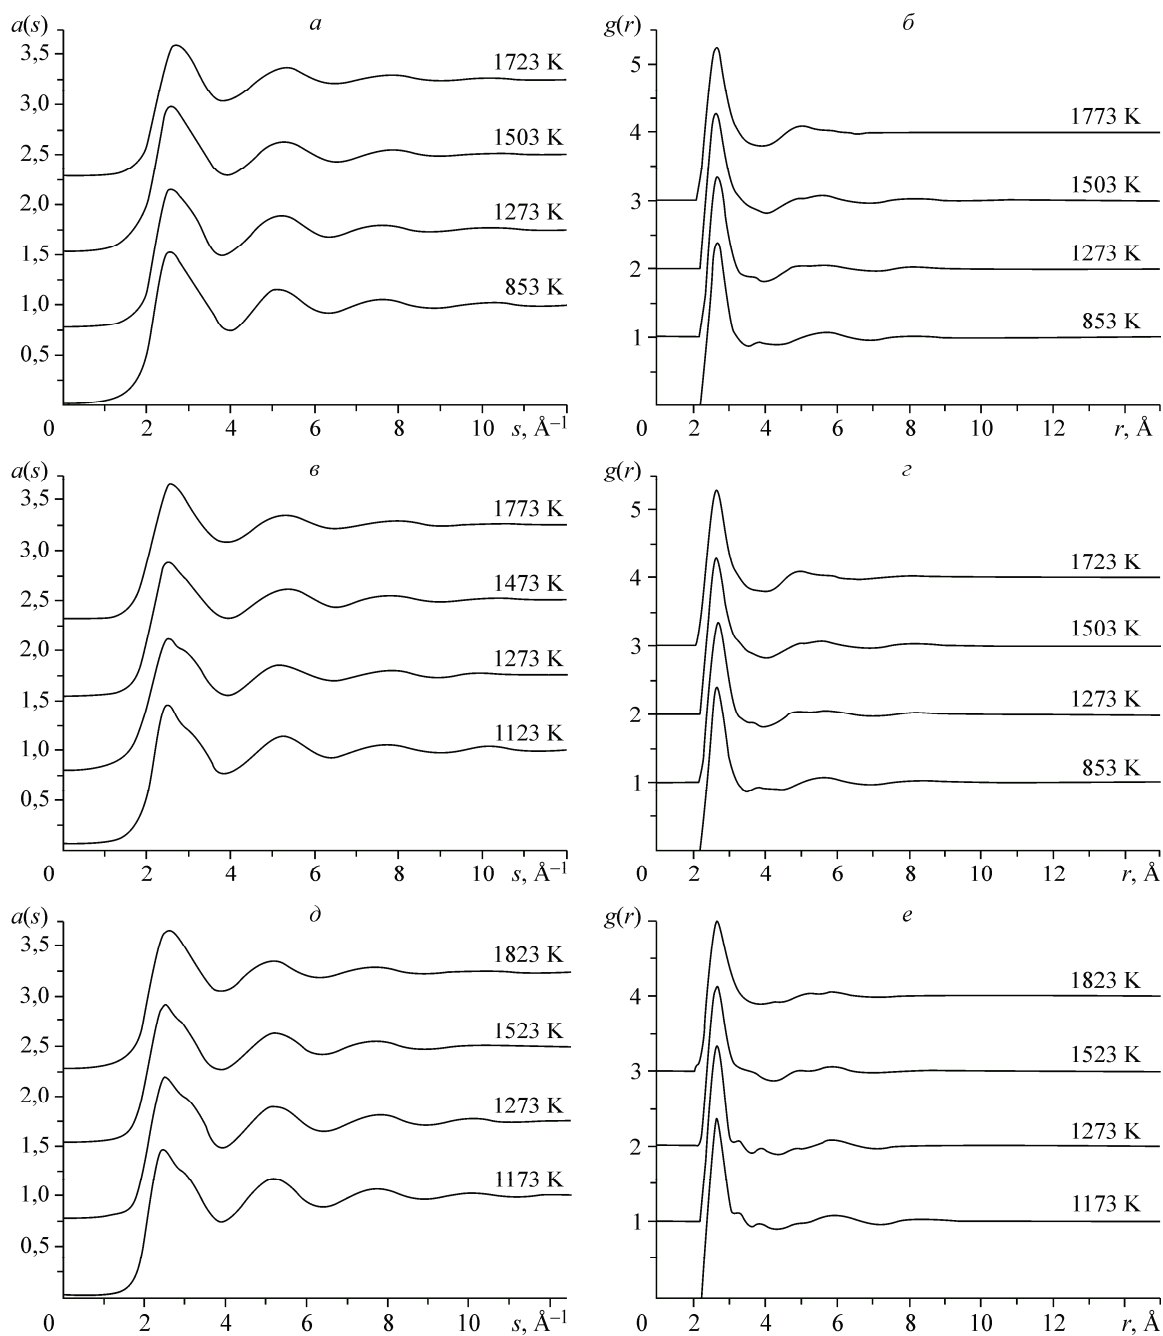 a(s) а
3,5
1723 K
3,0
1503 K
2,5
2,0
1273 K
1,5
853 K
1,0
0,5
0 2 4 6 8 10 s, Å–1
g(r) б
5
1773 K
4
1503 K
3
1273 K
2
853 K
1
0 2 4 6 8 10 12 r, Å
a(s) в
3,5
1773 K
3,0
1473 K
2,5
2,0
1273 K
1,5
1123 K
1,0
0,5
0 2 4 6 8 10 s, Å–1
g(r) г
5
1723 K
4
1503 K
3
1273 K
2
853 K
1
0 2 4 6 8 10 12 r, Å
a(s) д
3,5
1823 K
3,0
1523 K
2,5
2,0
1273 K
1,5
1173 K
1,0
0,5
0 2 4 6 8 10 s, Å–1
g(r) е
1823 K
4
1523 K
3
1273 K
2
1173 K
1
0 2 4 6 8 10 12 r, Å